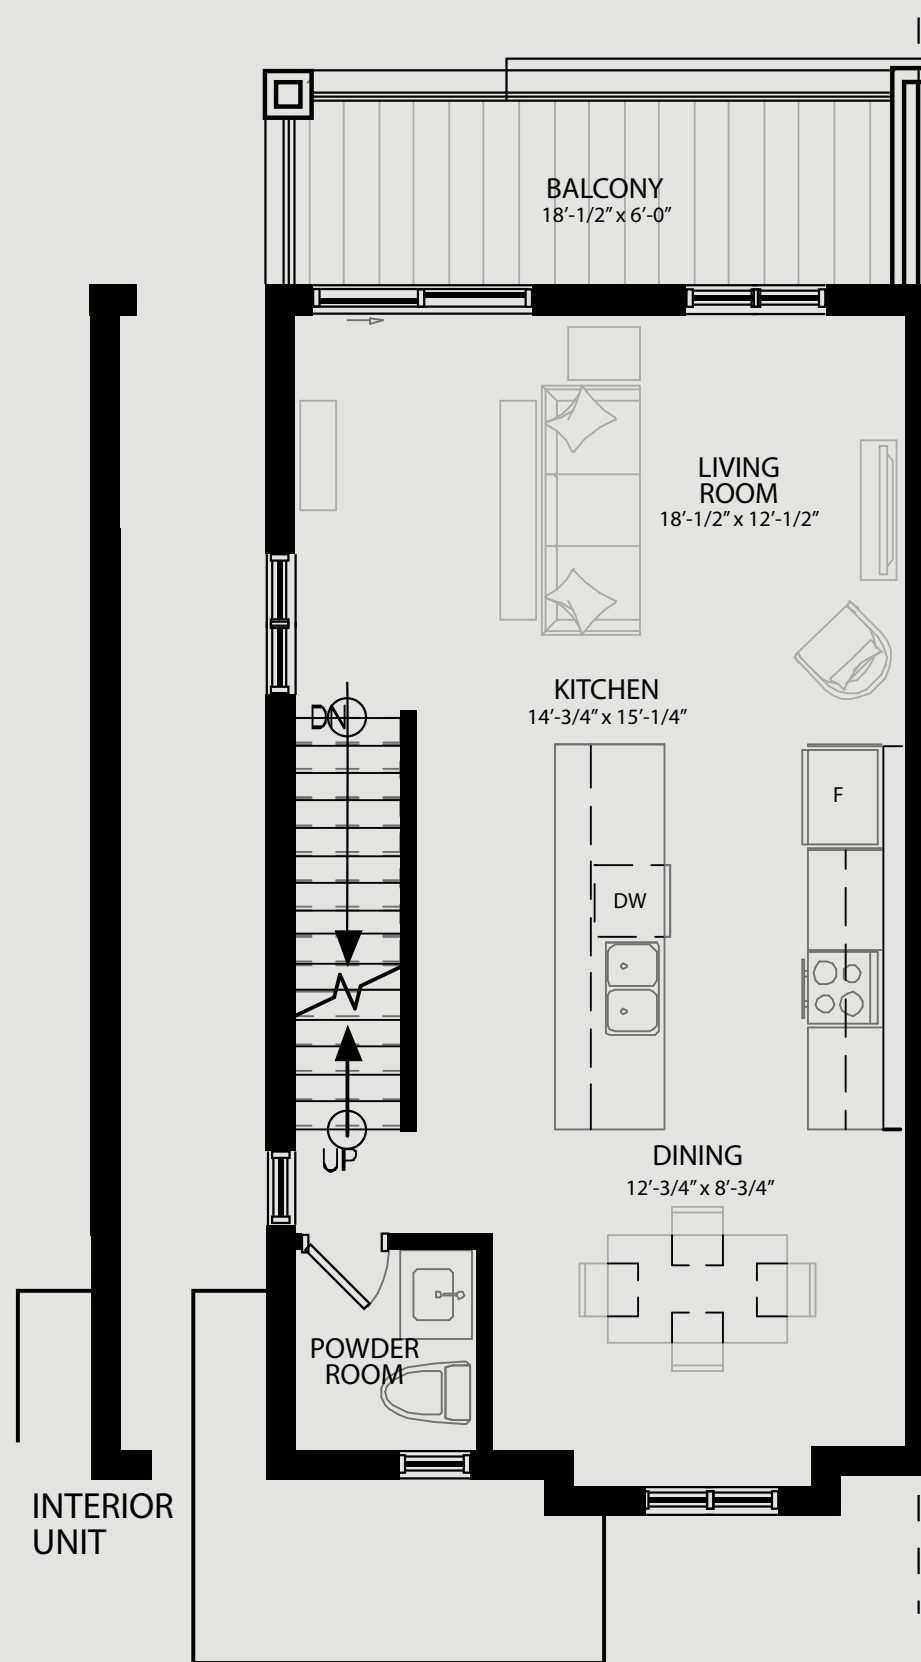 BALCONY
18’-1/2” x 6’-0”
LIVING
ROOM
18’-1/2” x 12’-1/2”
KITCHEN
14’-3/4” x 15’-1/4”
DN
F
DW
UP
DINING
12’-3/4” x 8’-3/4”
POWDER
ROOM
INTERIOR
UNIT